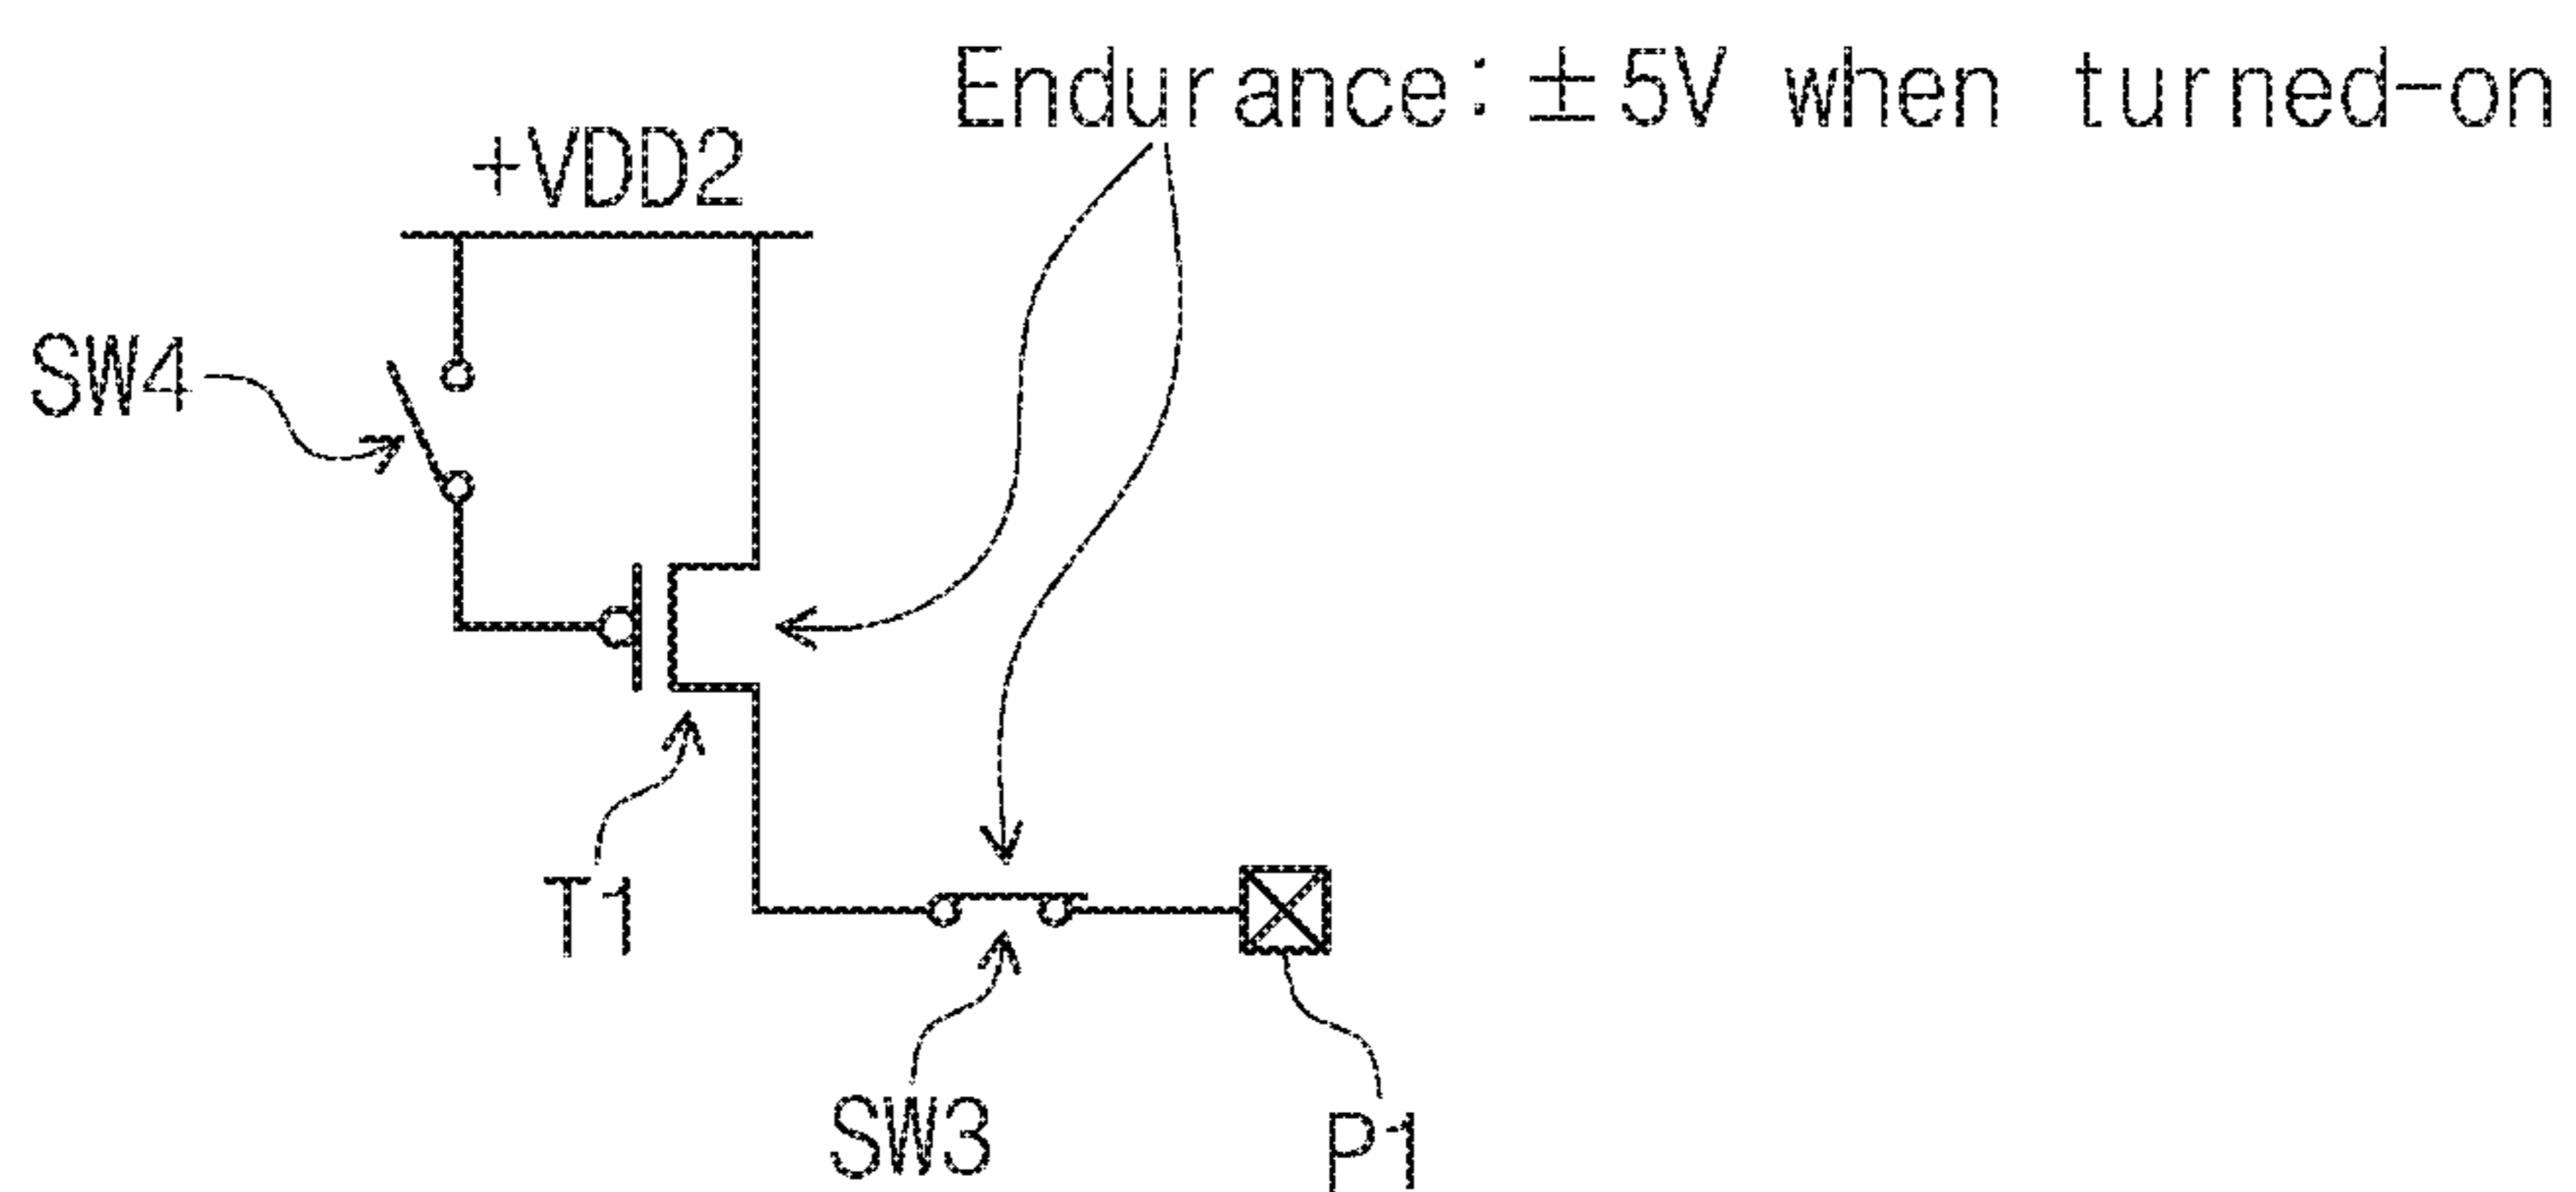 Endurance: ±5V when turned-on
+VDD2
SW4
T1
SW3
P1